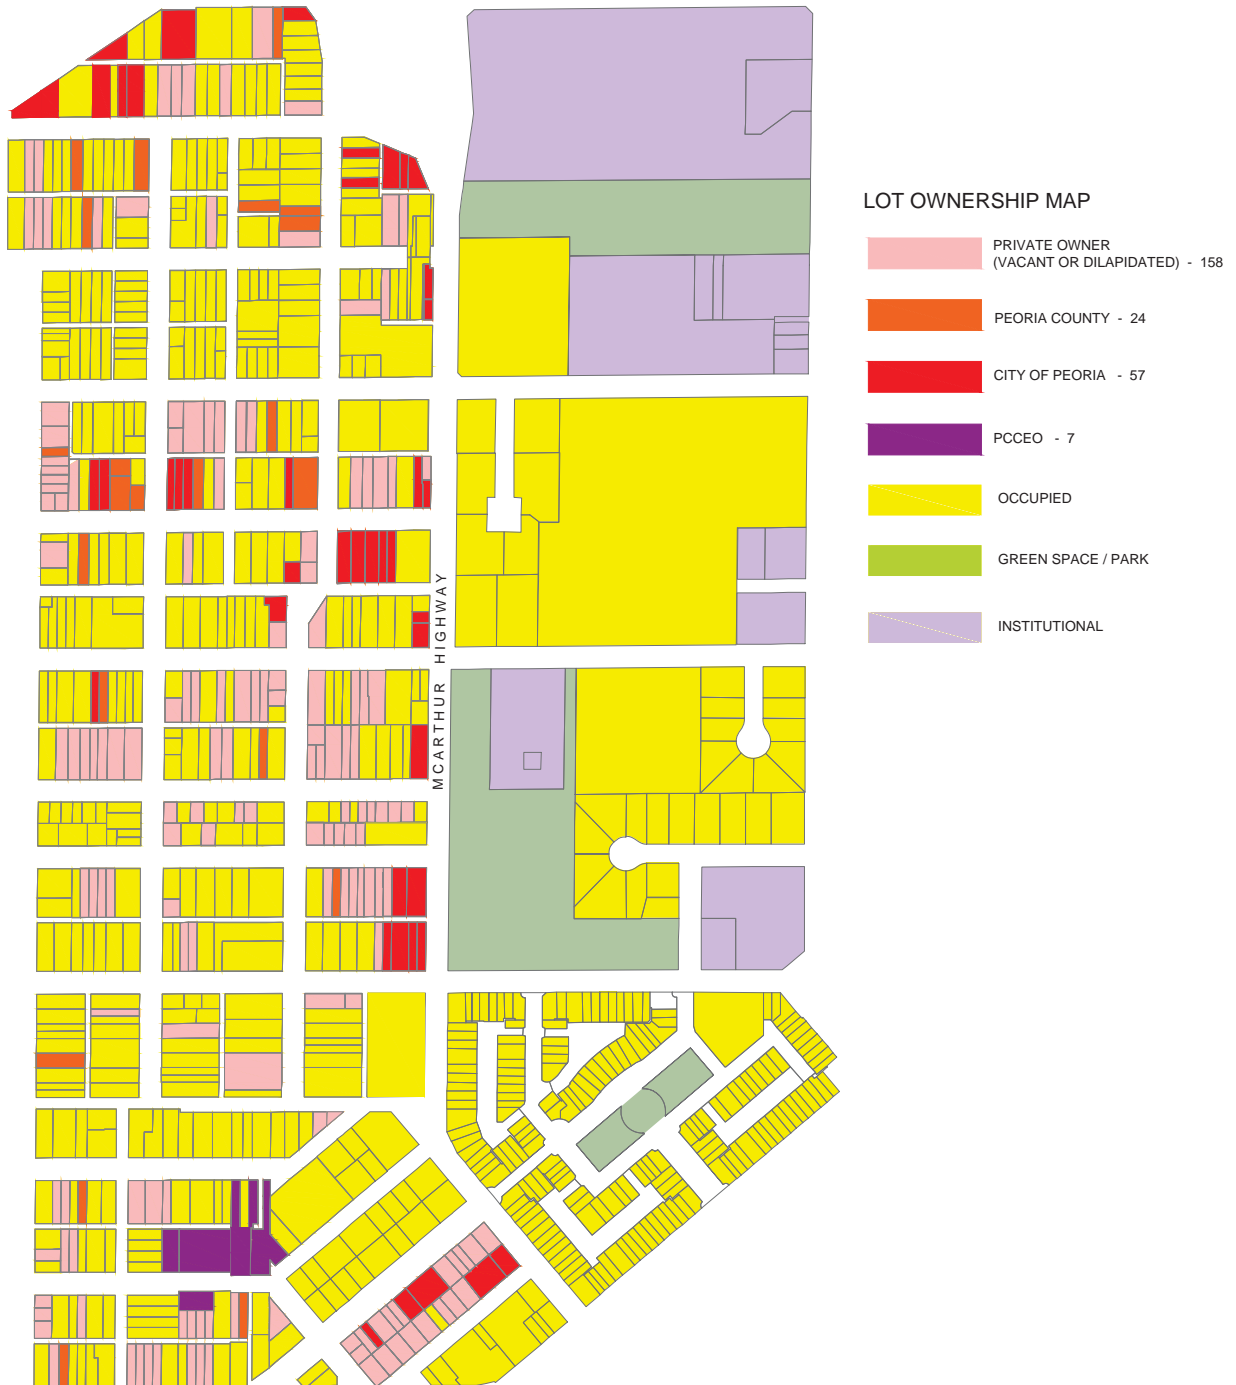 LOT OWNERSHIP MAP
PRIVATE OWNER
(VACANT OR DILAPIDATED) - 158
PEORIA COUNTY - 24
CITY OF PEORIA - 57
PCCEO - 7
OCCUPIED
GREEN SPACE / PARK
INSTITUTIONAL
MCARTHUR HIGHWAY